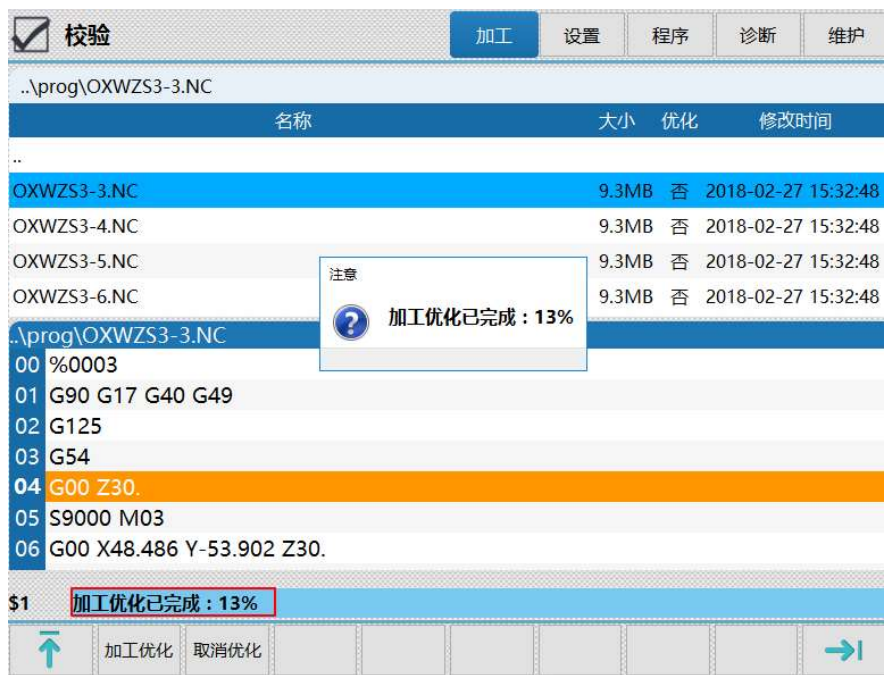 校验 加工 设置 程序 诊断 维护
..\prog\OXWZS3-3.NC
名称 大小 优化 修改时间
..
OXWZS3-3.NC 9.3MB 否 2018-02-27 15:32:48
OXWZS3-4.NC 9.3MB 否 2018-02-27 15:32:48
OXWZS3-5.NC 9.3MB 否 2018-02-27 15:32:48
OXWZS3-6.NC 9.3MB 否 2018-02-27 15:32:48
注意
加工优化已完成：13%
..\prog\OXWZS3-3.NC
00 %0003
01 G90 G17 G40 G49
02 G125
03 G54
04 G00 Z30.
05 S9000 M03
06 G00 X48.486 Y-53.902 Z30.
$1 加工优化已完成：13%
加工优化 取消优化